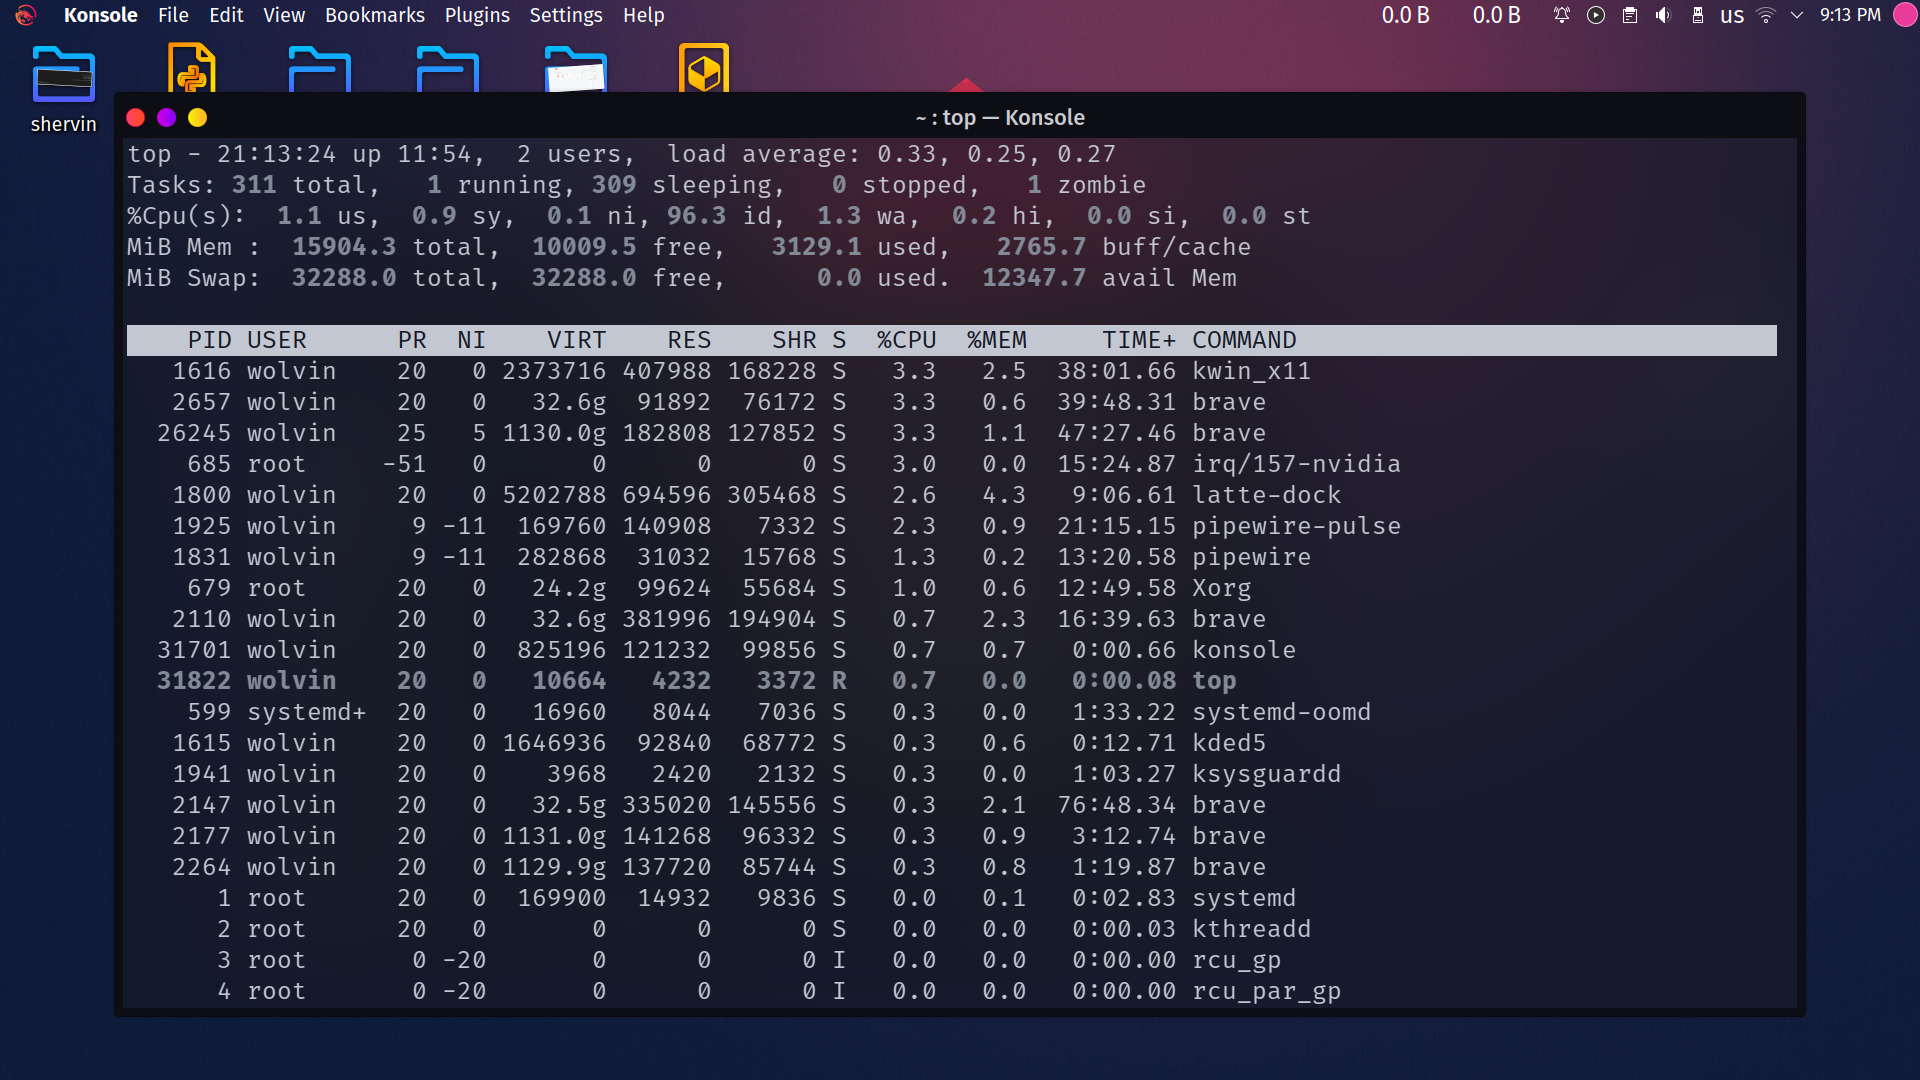 Konsole File Edit View Bookmarks Plugins Settings Help 0.0 B 0.0 B us 9:13 PM
shervin
~ : top — Konsole
top - 21:13:24 up 11:54,  2 users,  load average: 0.33, 0.25, 0.27
Tasks: 311 total,   1 running, 309 sleeping,   0 stopped,   1 zombie
%Cpu(s):  1.1 us,  0.9 sy,  0.1 ni, 96.3 id,  1.3 wa,  0.2 hi,  0.0 si,  0.0 st
MiB Mem :  15904.3 total,  10009.5 free,   3129.1 used,   2765.7 buff/cache
MiB Swap:  32288.0 total,  32288.0 free,      0.0 used.  12347.7 avail Mem
PID USER      PR  NI    VIRT    RES    SHR S  %CPU  %MEM     TIME+ COMMAND
1616 wolvin    20   0 2373716 407988 168228 S   3.3   2.5  38:01.66 kwin_x11
2657 wolvin    20   0   32.6g  91892  76172 S   3.3   0.6  39:48.31 brave
26245 wolvin    25   5 1130.0g 182808 127852 S   3.3   1.1  47:27.46 brave
685 root     -51   0       0      0      0 S   3.0   0.0  15:24.87 irq/157-nvidia
1800 wolvin    20   0 5202788 694596 305468 S   2.6   4.3   9:06.61 latte-dock
1925 wolvin     9 -11  169760 140908   7332 S   2.3   0.9  21:15.15 pipewire-pulse
1831 wolvin     9 -11  282868  31032  15768 S   1.3   0.2  13:20.58 pipewire
679 root      20   0   24.2g  99624  55684 S   1.0   0.6  12:49.58 Xorg
2110 wolvin    20   0   32.6g 381996 194904 S   0.7   2.3  16:39.63 brave
31701 wolvin    20   0  825196 121232  99856 S   0.7   0.7   0:00.66 konsole
31822 wolvin    20   0   10664   4232   3372 R   0.7   0.0   0:00.08 top
599 systemd+  20   0   16960   8044   7036 S   0.3   0.0   1:33.22 systemd-oomd
1615 wolvin    20   0 1646936  92840  68772 S   0.3   0.6   0:12.71 kded5
1941 wolvin    20   0    3968   2420   2132 S   0.3   0.0   1:03.27 ksysguardd
2147 wolvin    20   0   32.5g 335020 145556 S   0.3   2.1  76:48.34 brave
2177 wolvin    20   0 1131.0g 141268  96332 S   0.3   0.9   3:12.74 brave
2264 wolvin    20   0 1129.9g 137720  85744 S   0.3   0.8   1:19.87 brave
1 root      20   0  169900  14932   9836 S   0.0   0.1   0:02.83 systemd
2 root      20   0       0      0      0 S   0.0   0.0   0:00.03 kthreadd
3 root       0 -20       0      0      0 I   0.0   0.0   0:00.00 rcu_gp
4 root       0 -20       0      0      0 I   0.0   0.0   0:00.00 rcu_par_gp